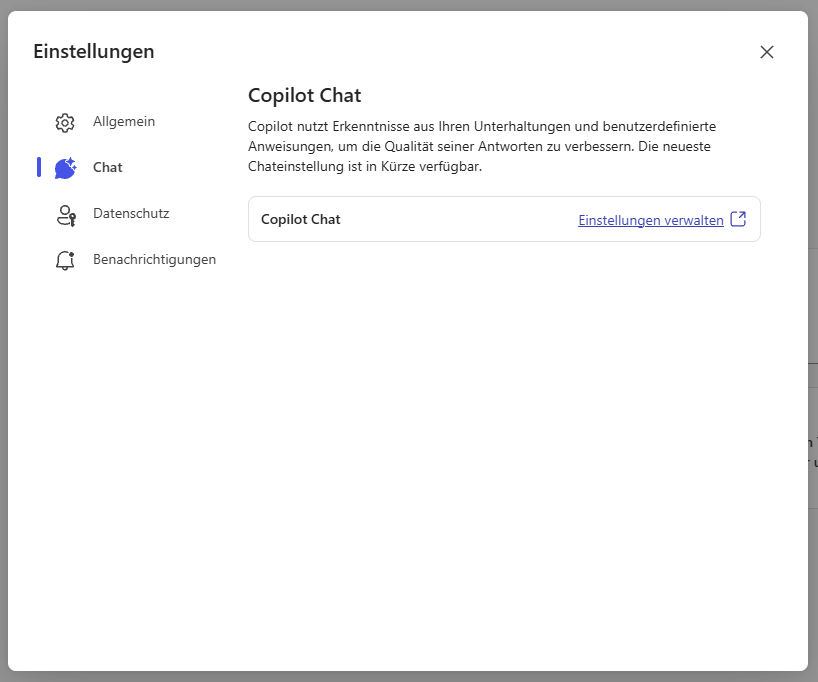 Einstellungen
Allgemein
Chat
Datenschutz
Benachrichtigungen
Copilot Chat
Copilot nutzt Erkenntnisse aus Ihren Unterhaltungen und benutzerdefinierte
Anweisungen, um die Qualität seiner Antworten zu verbessern. Die neueste
Chateinstellung ist in Kürze verfügbar.
Copilot Chat
Einstellungen verwalten